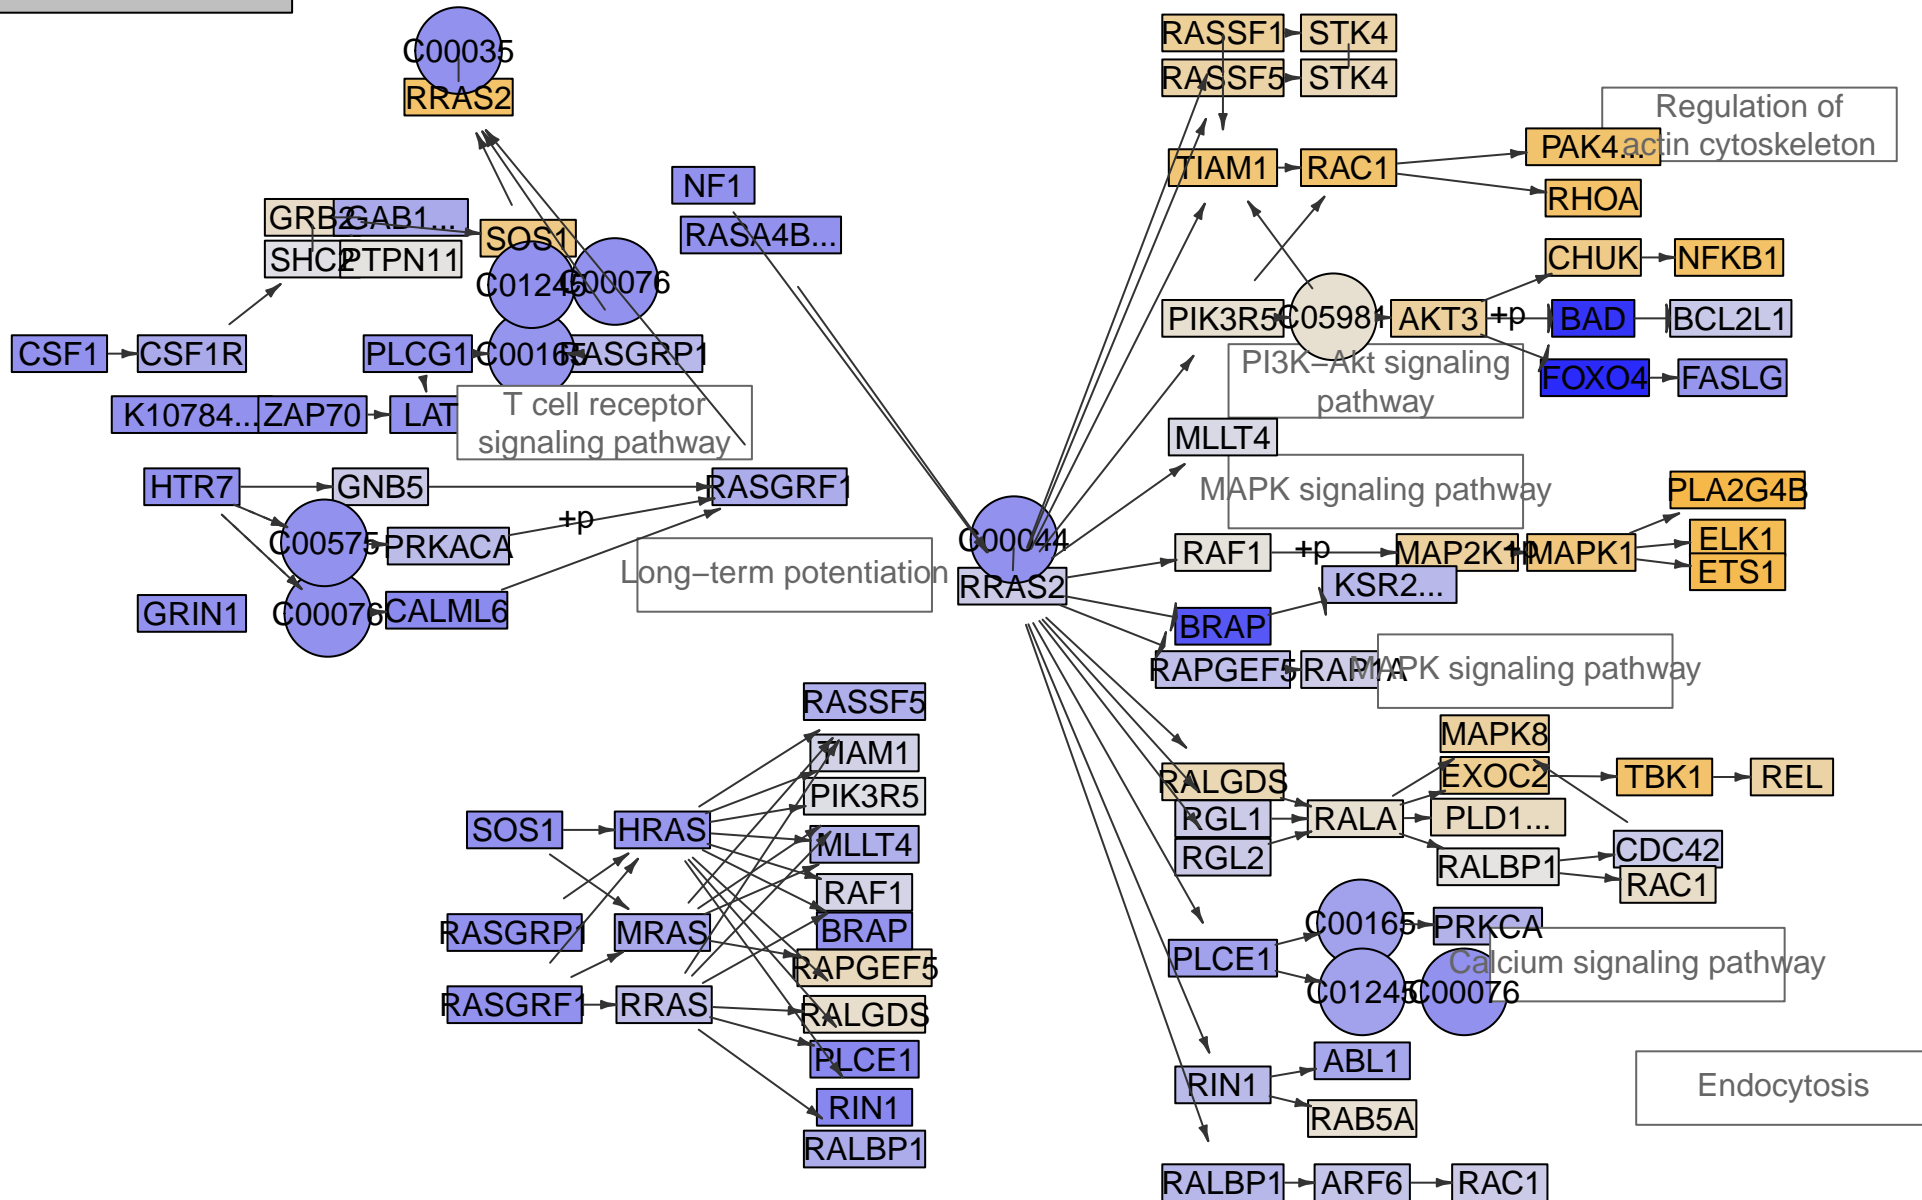 C00035
RRAS2
NF1
RASA4B...
GRB2
GAB1...
SOS1
SHC2
PTPN11
C01245
C00076
CSF1
CSF1R
PLCG1
C00165
RASGRP1
K10784...
ZAP70
LAT
T cell receptor
signaling pathway
HTR7
GNB5
RASGRF1
+p
C00575
PRKACA
GRIN1
C00076
CALML6
Long−term potentiation
C00044
RRAS2
RASSF1
STK4
RASSF5
STK4
Regulation of
actin cytoskeleton
PAK4...
TIAM1
RAC1
RHOA
CHUK
NFKB1
PIK3R5
C05981
AKT3
+p
BAD
BCL2L1
PI3K−Akt signaling
pathway
FOXO4
FASLG
MLLT4
MAPK signaling pathway
PLA2G4B
RAF1
+p
MAP2K1
+p
MAPK1
ELK1
ETS1
KSR2...
BRAP
RAPGEF5
RAP1A
MAPK signaling pathway
MAPK8
RALGDS
EXOC2
TBK1
REL
RGL1
RALA
PLD1...
RGL2
RALBP1
CDC42
RAC1
PLCE1
C00165
PRKCA
Calcium signaling pathway
C01245
C00076
RIN1
ABL1
RAB5A
Endocytosis
RALBP1
ARF6
RAC1
SOS1
HRAS
RASGRP1
MRAS
RASGRF1
RRAS
RASSF5
TIAM1
PIK3R5
MLLT4
RAF1
BRAP
RAPGEF5
RALGDS
PLCE1
RIN1
RALBP1